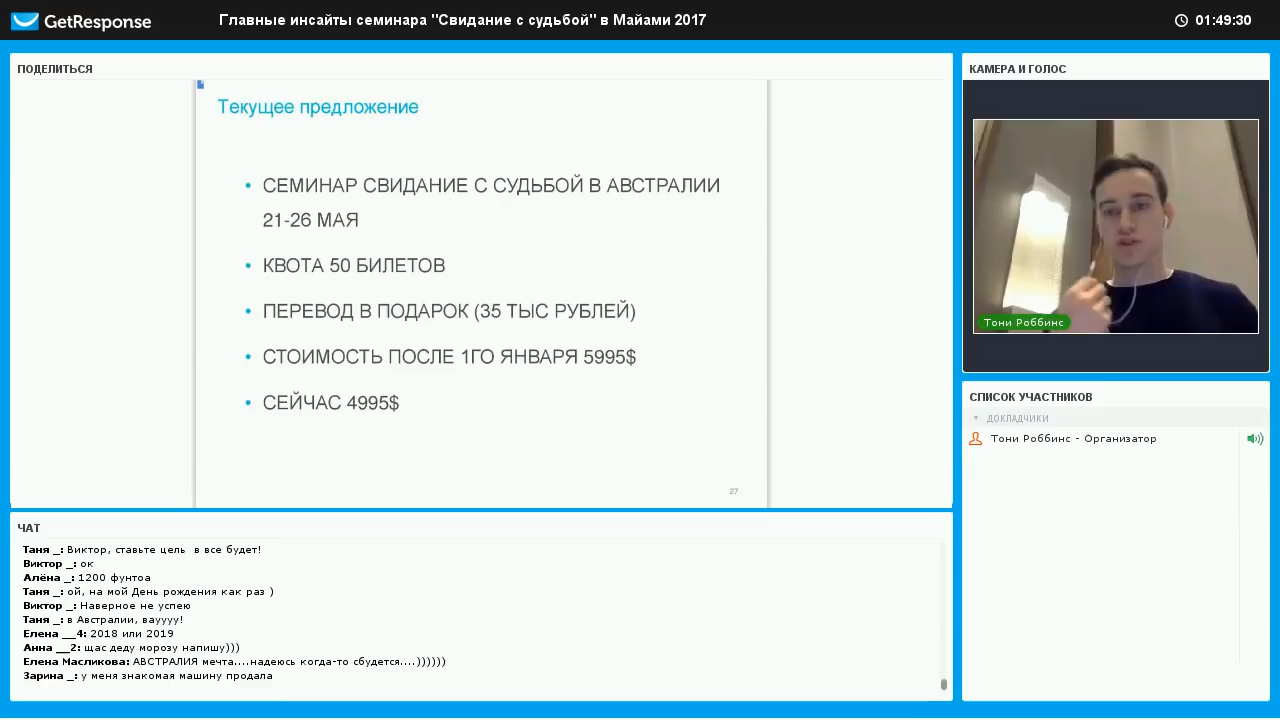 GetResponse
Главные инсайты семинара "Свидание с судьбой" в Майами 2017
01:49:30
ПОДЕЛИТЬСЯ
Текущее предложение
• СЕМИНАР СВИДАНИЕ С СУДЬБОЙ В АВСТРАЛИИ
21-26 МАЯ
• КВОТА 50 БИЛЕТОВ
• ПЕРЕВОД В ПОДАРОК (35 ТЫС РУБЛЕЙ)
• СТОИМОСТЬ ПОСЛЕ 1ГО ЯНВАРЯ 5995$
• СЕЙЧАС 4995$
27
КАМЕРА И ГОЛОС
Тони Роббинс
СПИСОК УЧАСТНИКОВ
ДОКЛАДЧИКИ
Тони Роббинс - Организатор
ЧАТ
Таня _: Виктор, ставьте цель в все будет!
Виктор _: ок
Алёна _: 1200 фунтоа
Таня _: ой, на мой День рождения как раз )
Виктор _: Наверное не успею
Таня _: в Австралии, вауууу!
Елена __4: 2018 или 2019
Анна __2: щас деду морозу напишу)))
Елена Масликова: АВСТРАЛИЯ мечта....надеюсь когда-то сбудется....))))))
Зарина _: у меня знакомая машину продала